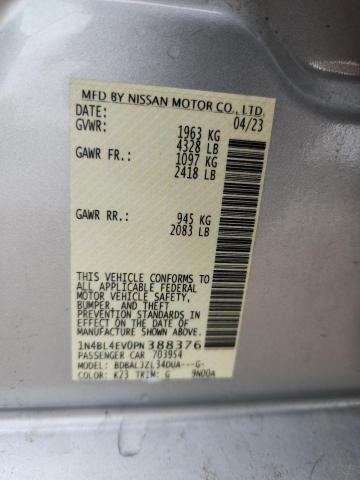 MFD BY NISSAN MOTOR CO., LTD.
DATE: 04/23
GVWR: 1963 KG
4328 LB
GAWR FR: 1097 KG
2418 LB
GAWR RR: 945 KG
2083 LB
THIS VEHICLE CONFORMS TO
ALL APPLICABLE FEDERAL
MOTOR VEHICLE SAFETY,
BUMPER, AND THEFT
PREVENTION STANDARDS IN
EFFECT ON THE DATE OF
MANUFACTURE SHOWN ABOVE.
1N4BL4EV0PN388376
PASSENGER CAR 703954
MODEL: BDBALJZL34DUA---G-
COLOR: K23 TRIM: G 9N00A